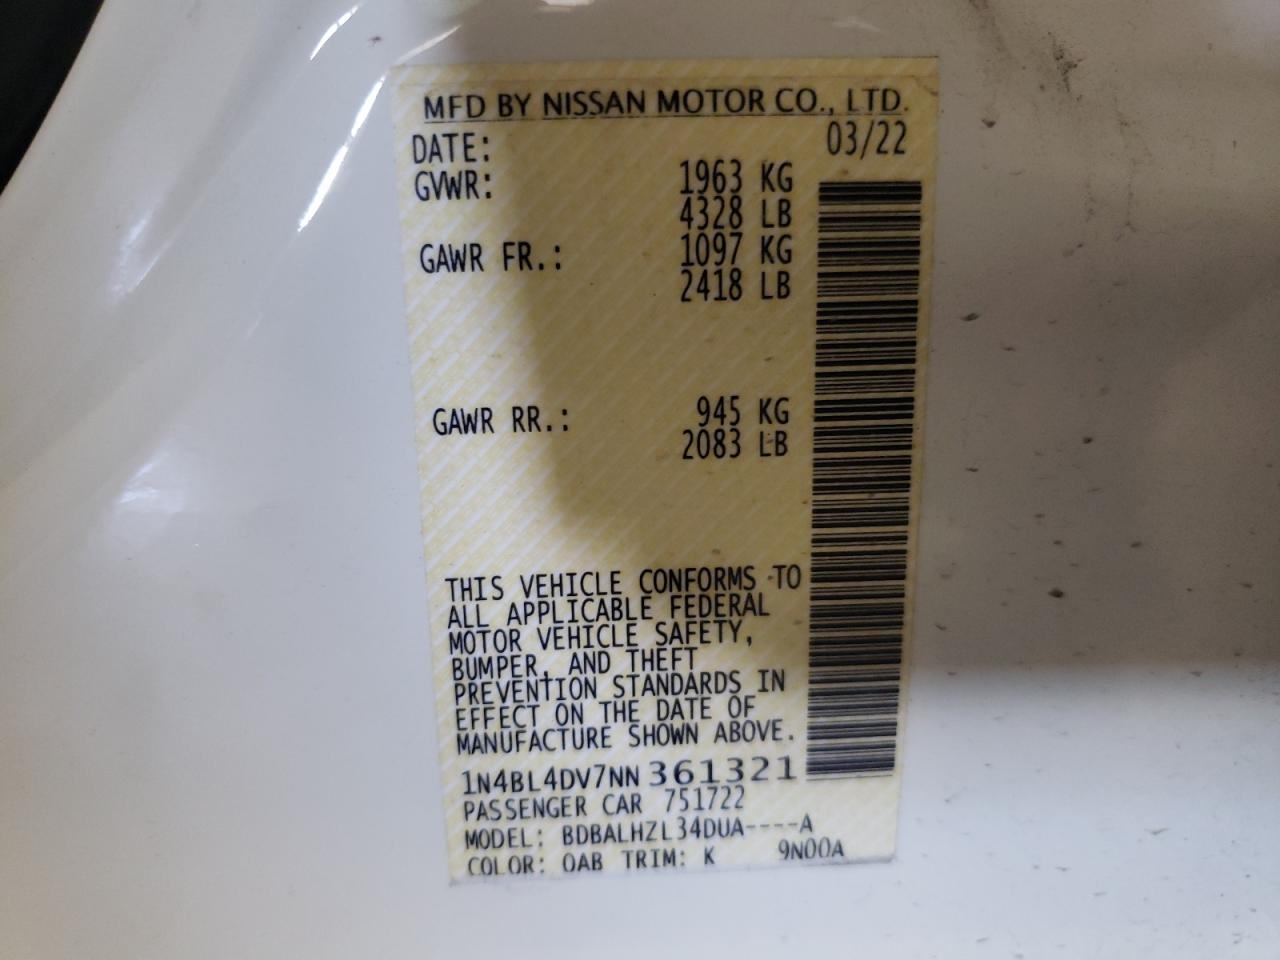 MFD BY NISSAN MOTOR CO., LTD.
DATE: 03/22
GVWR: 1963 KG
4328 LB
GAWR FR.: 1097 KG
2418 LB
GAWR RR.: 945 KG
2083 LB
THIS VEHICLE CONFORMS TO
ALL APPLICABLE FEDERAL
MOTOR VEHICLE SAFETY,
BUMPER, AND THEFT
PREVENTION STANDARDS IN
EFFECT ON THE DATE OF
MANUFACTURE SHOWN ABOVE.
1N4BL4DV7NN361321
PASSENGER CAR 751722
MODEL: BDBALHZL34DUA----A
COLOR: QAB TRIM: K 9N00A